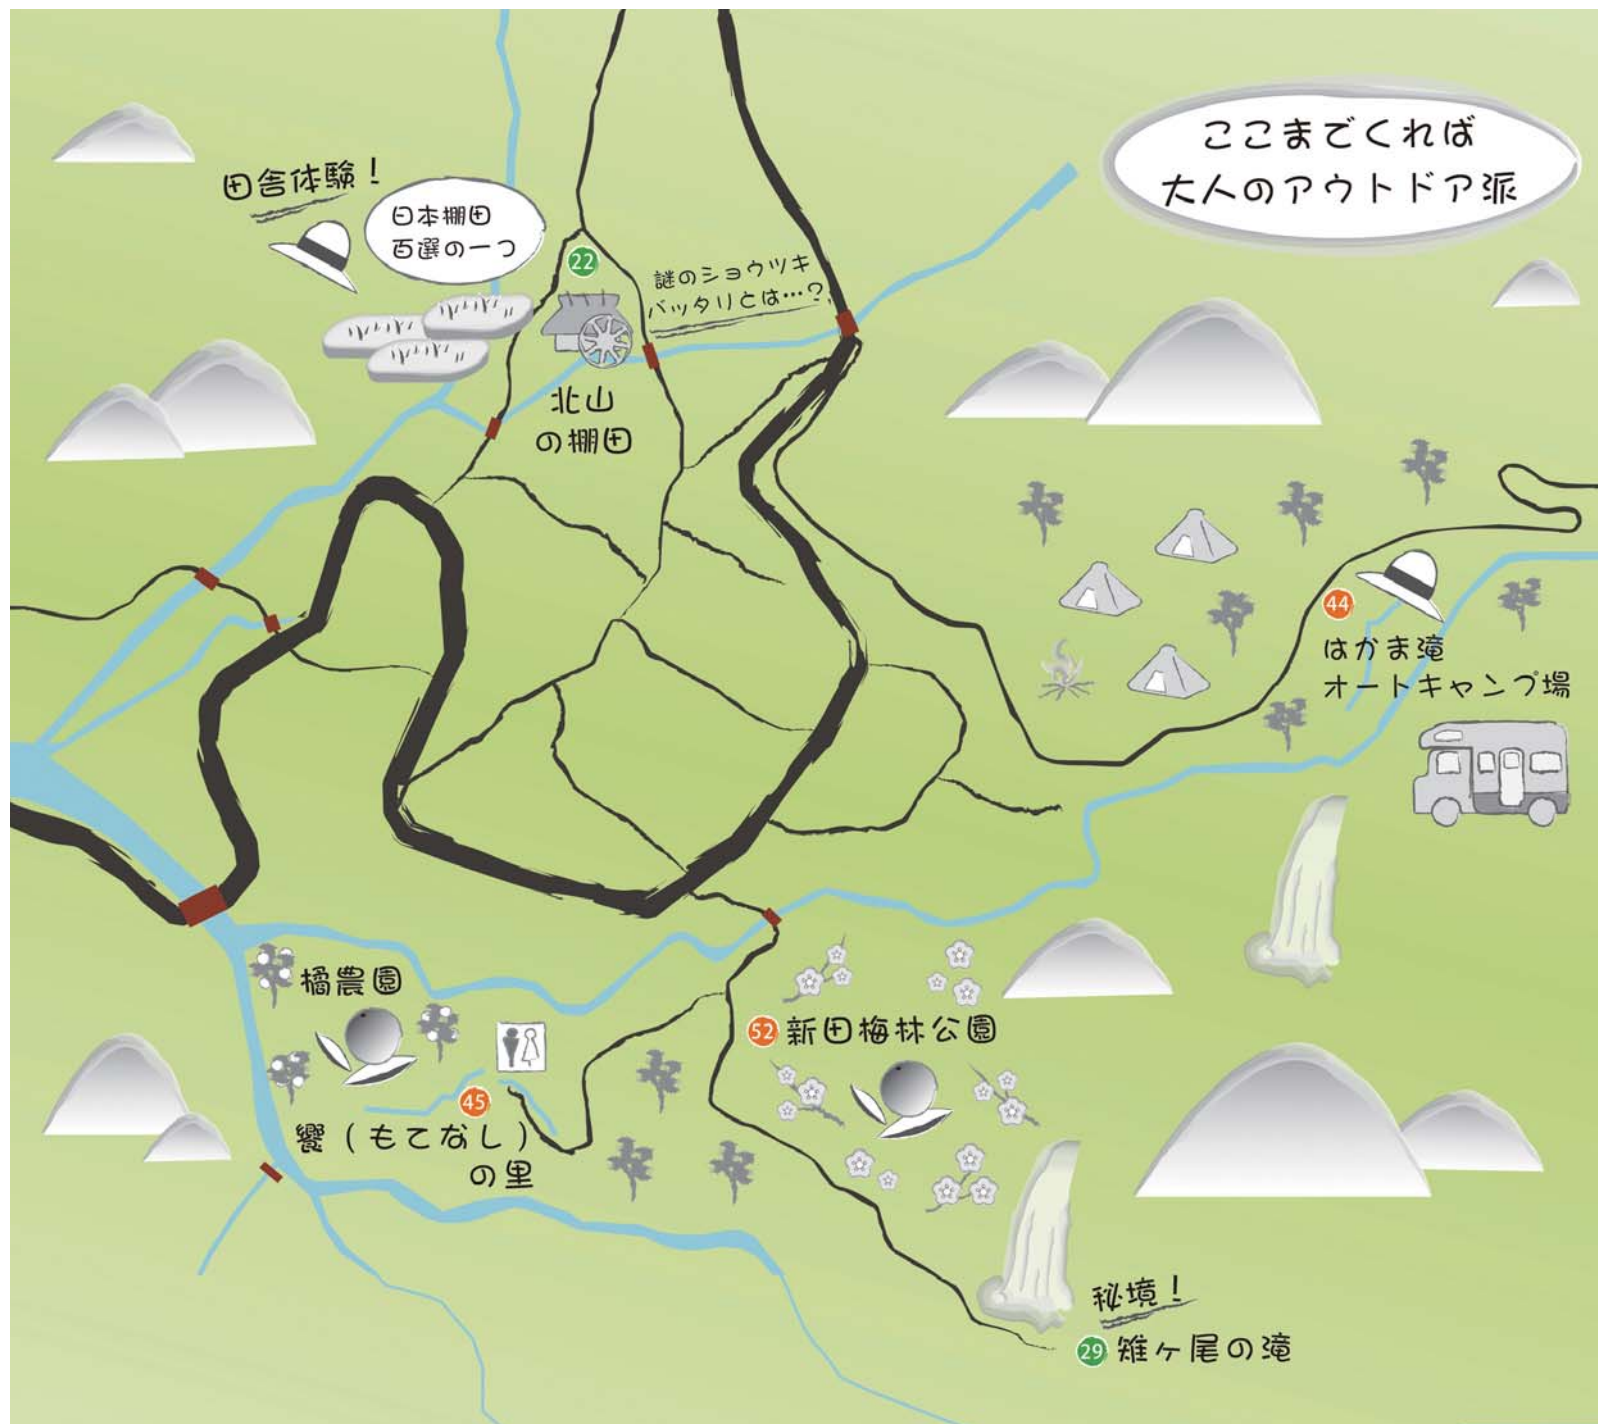 ここまでくれば
大人のアウトドア派
田舎体験！
日本棚田
百選の一つ
22
謎のショウツキ
バッタリとは…？
北山
の棚田
44
はかま滝
オートキャンプ場
橘農園
52 新田梅林公園
45
饗（もてなし）
の里
秘境！
29 雉ヶ尾の滝